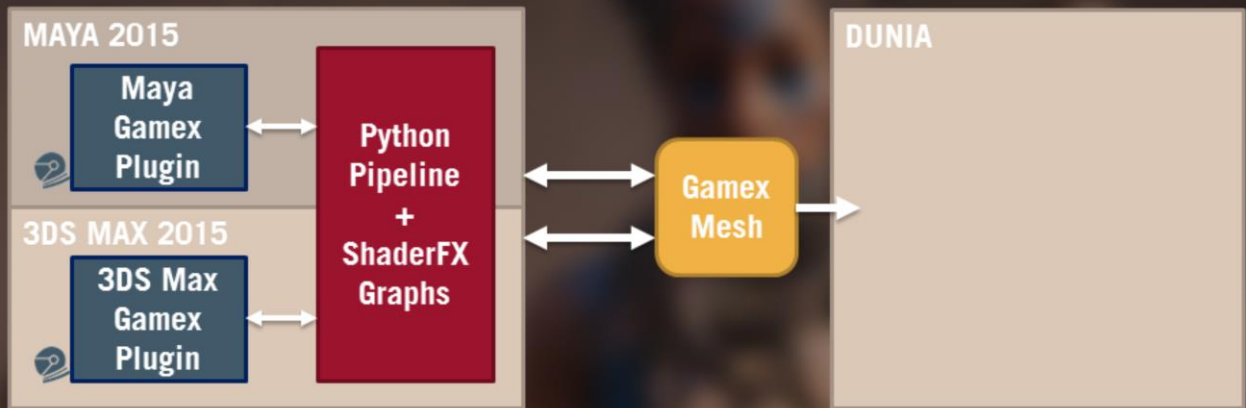 MAYA 2015
Maya
Gamex
Plugin
3DS MAX 2015
3DS Max
Gamex
Plugin
Python
Pipeline
+
ShaderFX
Graphs
Gamex
Mesh
DUNIA